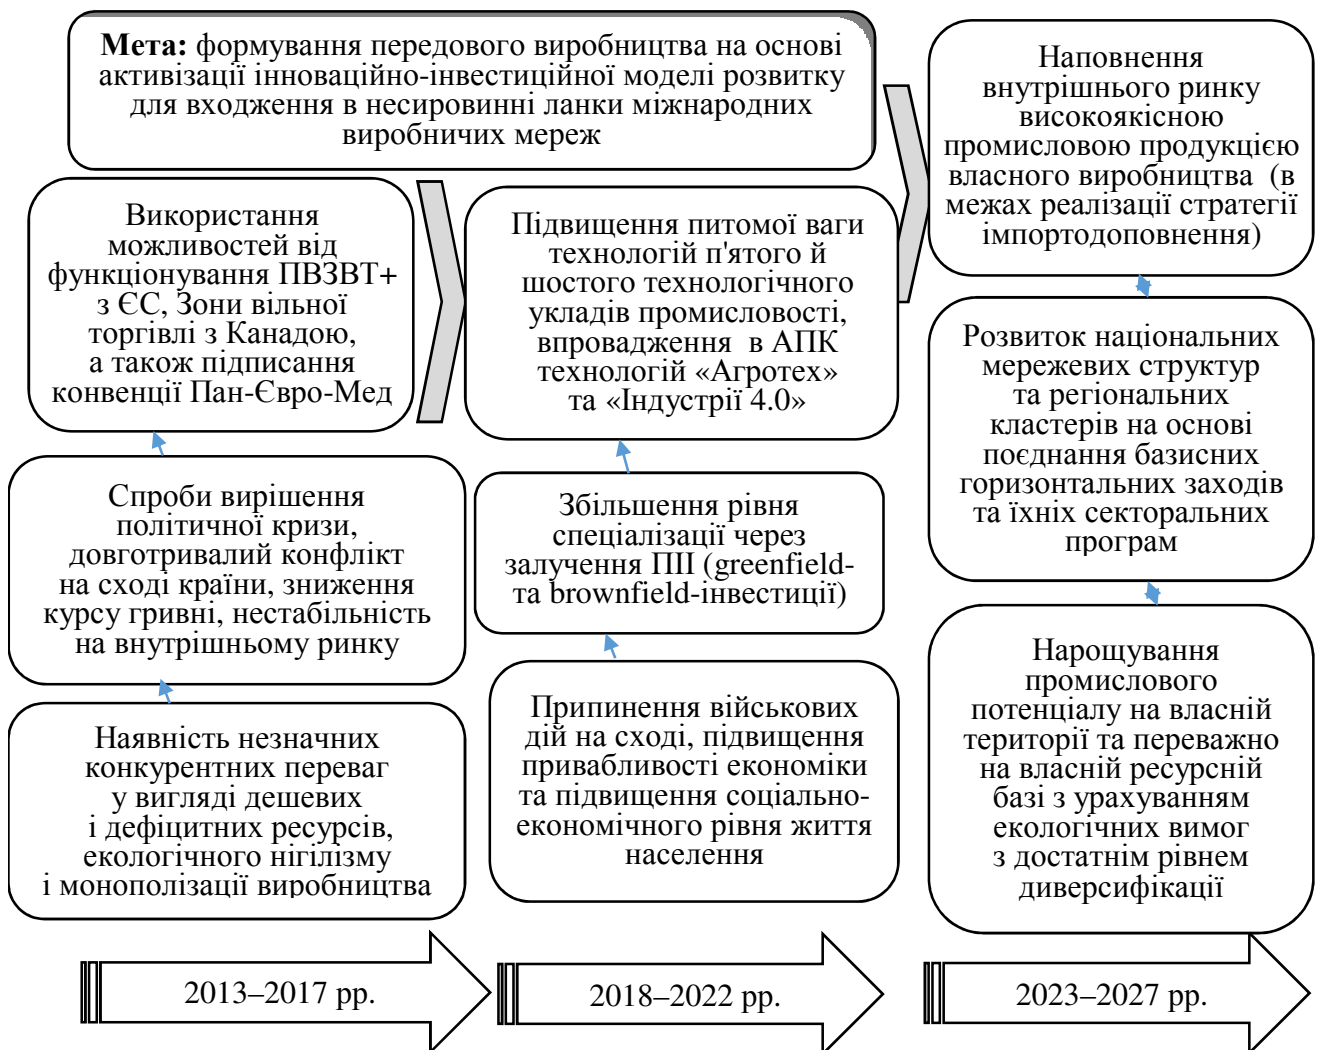 Мета: формування передового виробництва на основі
активізації інноваційно-інвестиційної моделі розвитку
для входження в несировинні ланки міжнародних
виробничих мереж
Використання
можливостей від
функціонування ПВЗВТ+
з ЄС, Зони вільної
торгівлі з Канадою,
а також підписання
конвенції Пан-Євро-Мед
Спроби вирішення
політичної кризи,
довготривалий конфлікт
на сході країни, зниження
курсу гривні, нестабільність
на внутрішньому ринку
Наявність незначних
конкурентних переваг
у вигляді дешевих
і дефіцитних ресурсів,
екологічного нігілізму
і монополізації виробництва
2013–2017 рр.
Підвищення питомої ваги
технологій п'ятого й
шостого технологічного
укладів промисловості,
впровадження в АПК
технологій «Агротех»
та «Індустрії 4.0»
Збільшення рівня
спеціалізації через
залучення ПІІ (greenfield-
та brownfield-інвестиції)
Припинення військових
дій на сході, підвищення
привабливості економіки
та підвищення соціально-
економічного рівня життя
населення
2018–2022 рр.
Наповнення
внутрішнього ринку
високоякісною
промисловою продукцією
власного виробництва (в
межах реалізації стратегії
імпортодоповнення)
Розвиток національних
мережевих структур
та регіональних
кластерів на основі
поєднання базисних
горизонтальних заходів
та їхніх секторальних
програм
Нарощування
промислового
потенціалу на власній
території та переважно
на власній ресурсній
базі з урахуванням
екологічних вимог
з достатнім рівнем
диверсифікації
2023–2027 рр.